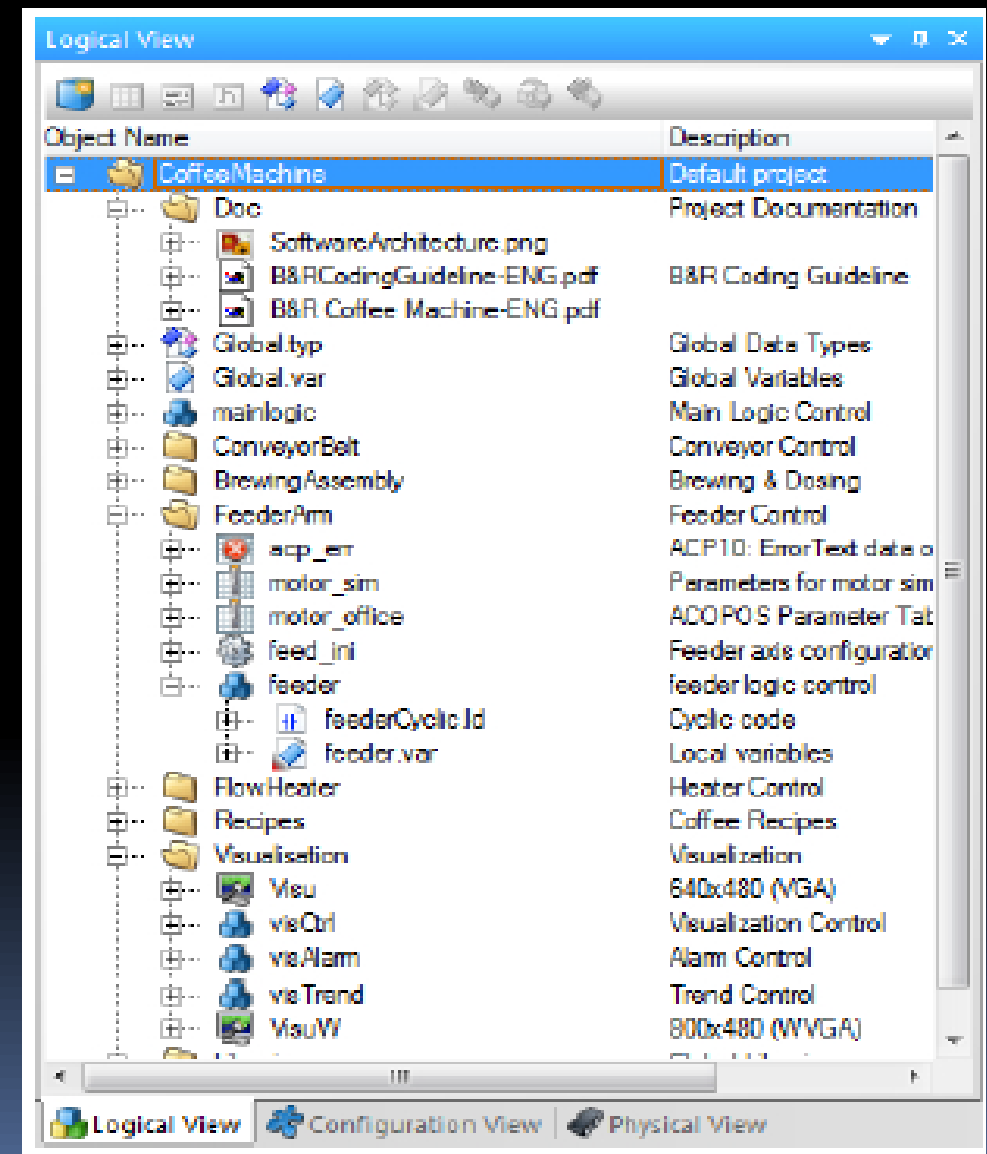 Logical View
Object Name Description
CoffeeMachine Default project
Doc Project Documentation
SoftwareArchitecture.png
B&RCodingGuideline-ENG.pdf B&R Coding Guideline
B&R Coffee Machine-ENG.pdf
Global.typ Global Data Types
Global.var Global Variables
mainlogic Main Logic Control
ConveyorBelt Conveyor Control
BrewingAssembly Brewing & Dosing
FeederArm Feeder Control
acp_err ACP10: ErrorText data o
motor_sim Parameters for motor sim
motor_office ACOPOS Parameter Tab
feed_ini Feeder axis configuration
feeder feeder logic control
feederCyclic.ld Cyclic code
feeder.var Local variables
FlowHeater Heater Control
Recipes Coffee Recipes
Visualisation Visualization
Visu 640x480 (VGA)
visCtrl Visualization Control
visAlarm Alarm Control
visTrend Trend Control
VisuW 800x480 (WVGA)
Logical View Configuration View Physical View